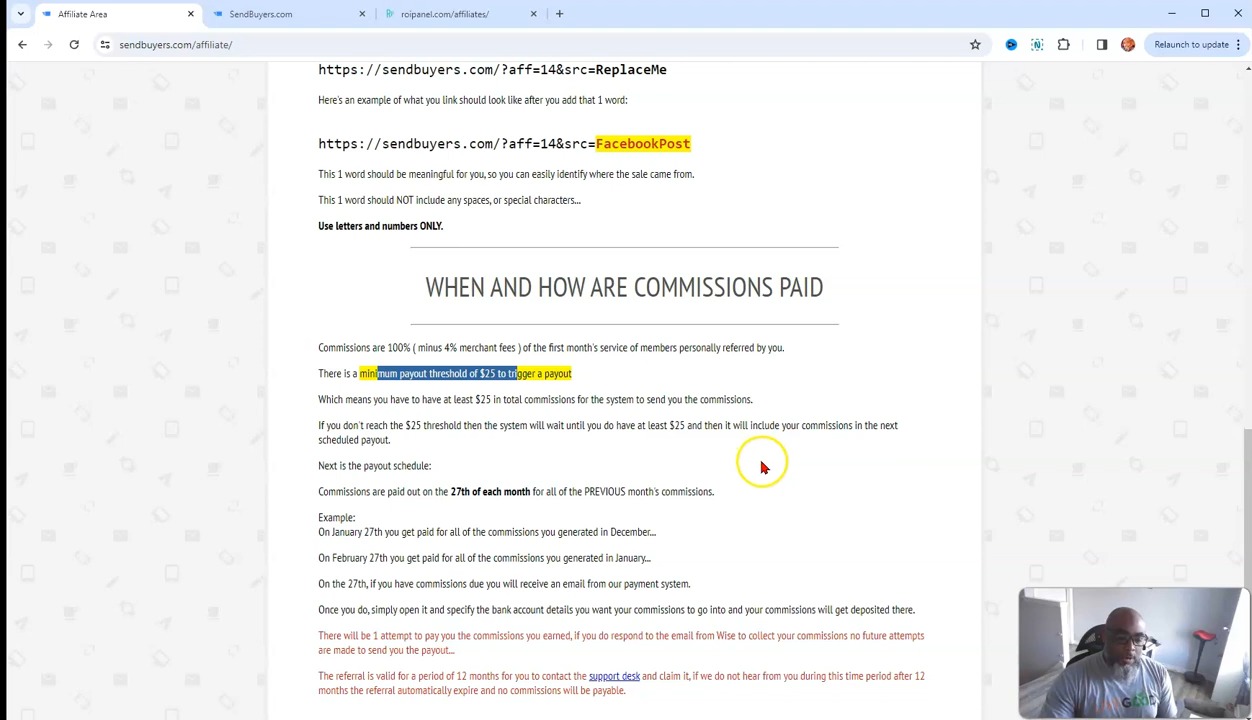 Affiliate Area
SendBuyers.com
roipanel.com/affiliates/
sendbuyers.com/affiliate/
Relaunch to update
https://sendbuyers.com/?aff=14&src=ReplaceMe
Here's an example of what you link should look like after you add that 1 word:
https://sendbuyers.com/?aff=14&src=FacebookPost
This 1 word should be meaningful for you, so you can easily identify where the sale came from.
This 1 word should NOT include any spaces, or special characters...
Use letters and numbers ONLY.
WHEN AND HOW ARE COMMISSIONS PAID
Commissions are 100% ( minus 4% merchant fees ) of the first month's service of members personally referred by you.
There is a minimum payout threshold of $25 to trigger a payout
Which means you have to have at least $25 in total commissions for the system to send you the commissions.
If you don't reach the $25 threshold then the system will wait until you do have at least $25 and then it will include your commissions in the next
scheduled payout.
Next is the payout schedule:
Commissions are paid out on the 27th of each month for all of the PREVIOUS month's commissions.
Example:
On January 27th you get paid for all of the commissions you generated in December...
On February 27th you get paid for all of the commissions you generated in January...
On the 27th, if you have commissions due you will receive an email from our payment system.
Once you do, simply open it and specify the bank account details you want your commissions to go into and your commissions will get deposited there.
There will be 1 attempt to pay you the commissions you earned, if you do respond to the email from Wise to collect your commissions no future attempts
are made to send you the payout...
The referral is valid for a period of 12 months for you to contact the support desk and claim it, if we do not hear from you during this time period after 12
months the referral automatically expire and no commissions will be payable.